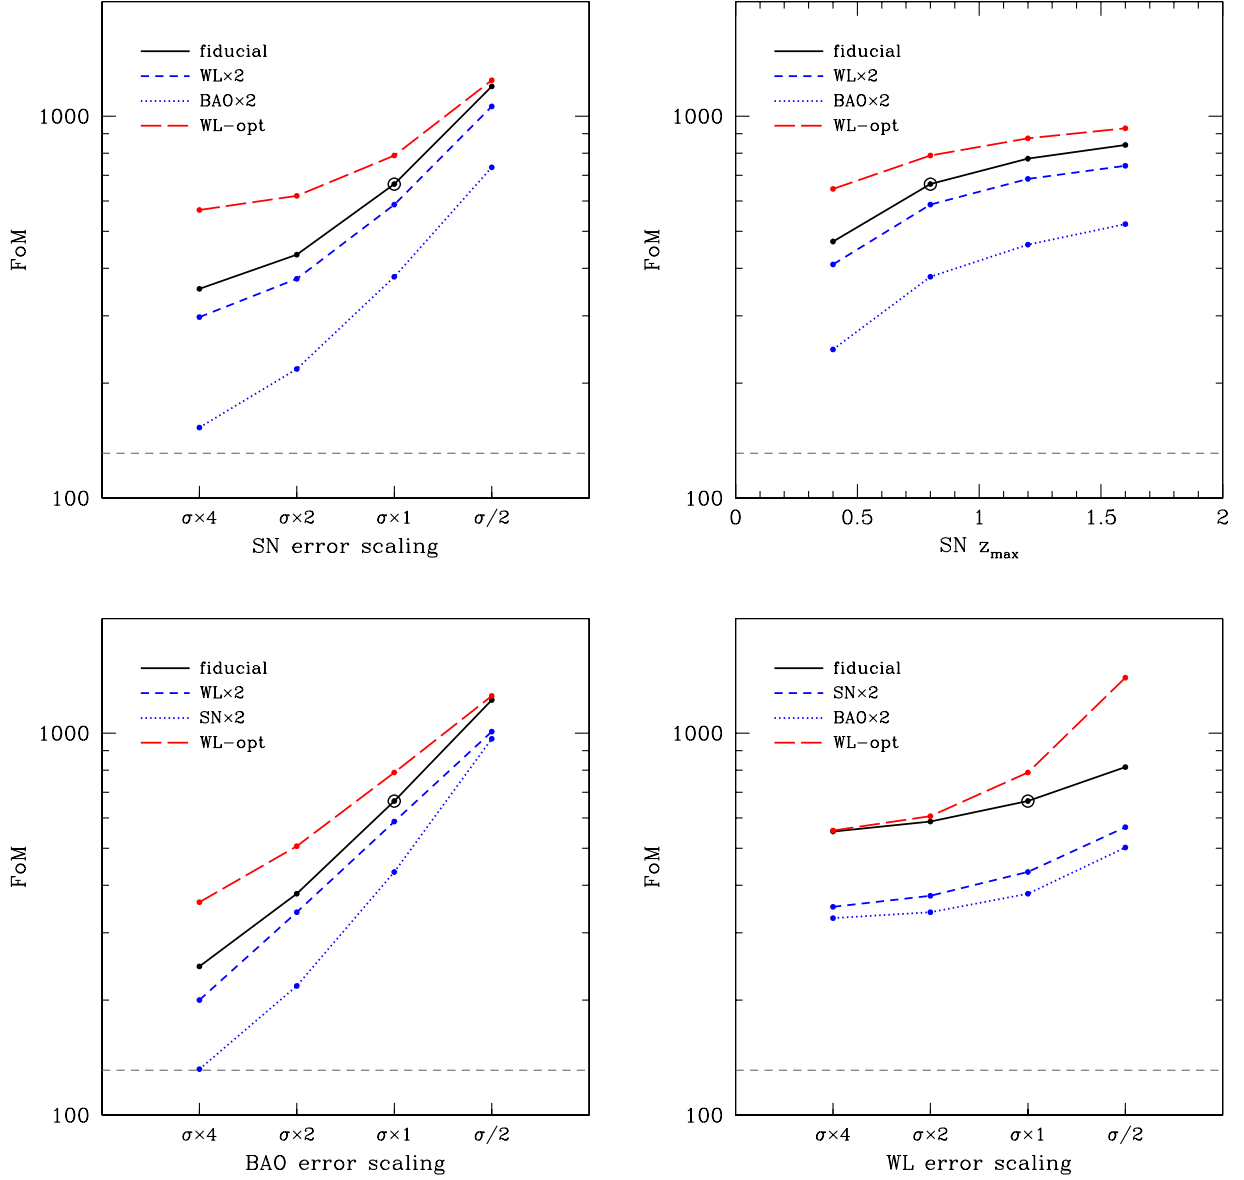 fiducial
WL×2
BAO×2
WL-opt
1000
FoM
100
σ×4 σ×2 σ×1 σ/2
SN error scaling
fiducial
WL×2
BAO×2
WL-opt
1000
FoM
100
0 0.5 1 1.5 2
SN zmax
fiducial
WL×2
SN×2
WL-opt
1000
FoM
100
σ×4 σ×2 σ×1 σ/2
BAO error scaling
fiducial
SN×2
BAO×2
WL-opt
1000
FoM
100
σ×4 σ×2 σ×1 σ/2
WL error scaling